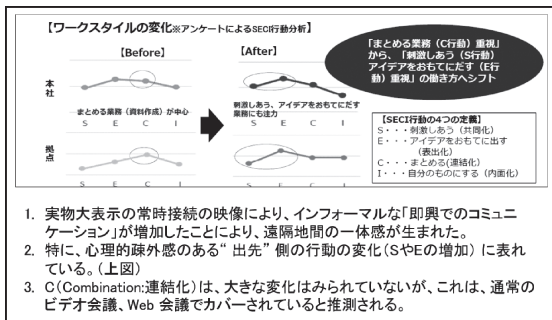 【ワークスタイルの変化※アンケートによるSECI行動分析】
【Before】
【After】
本社
まとめる業務(資料作成)が中心
S E C I
刺激しあう、アイデアをおもてにだす
業務にも注力
S E C I
拠点
S E C I
S E C I
「まとめる業務(C行動)重視」
から、「刺激しあう(S行動)
アイデアをおもてにだす(E行
動)重視」の働き方へシフト
【SECI行動の4つの定義】
S・・・刺激しあう(共同化)
E・・・アイデアをおもてに出す
(表出化)
C・・・まとめる(連結化)
I・・・自分のものにする(内面化)
1. 実物大表示の常時接続の映像により、インフォーマルな「即興でのコミュニ
ケーション」が増加したことにより、遠隔地間の一体感が生まれた。
2. 特に、心理的疎外感のある“出先”側の行動の変化(SやEの増加)に表れ
ている。(上図)
3. C(Combination:連結化)は、大きな変化はみられていないが、これは、通常の
ビデオ会議、Web 会議でカバーされていると推測される。